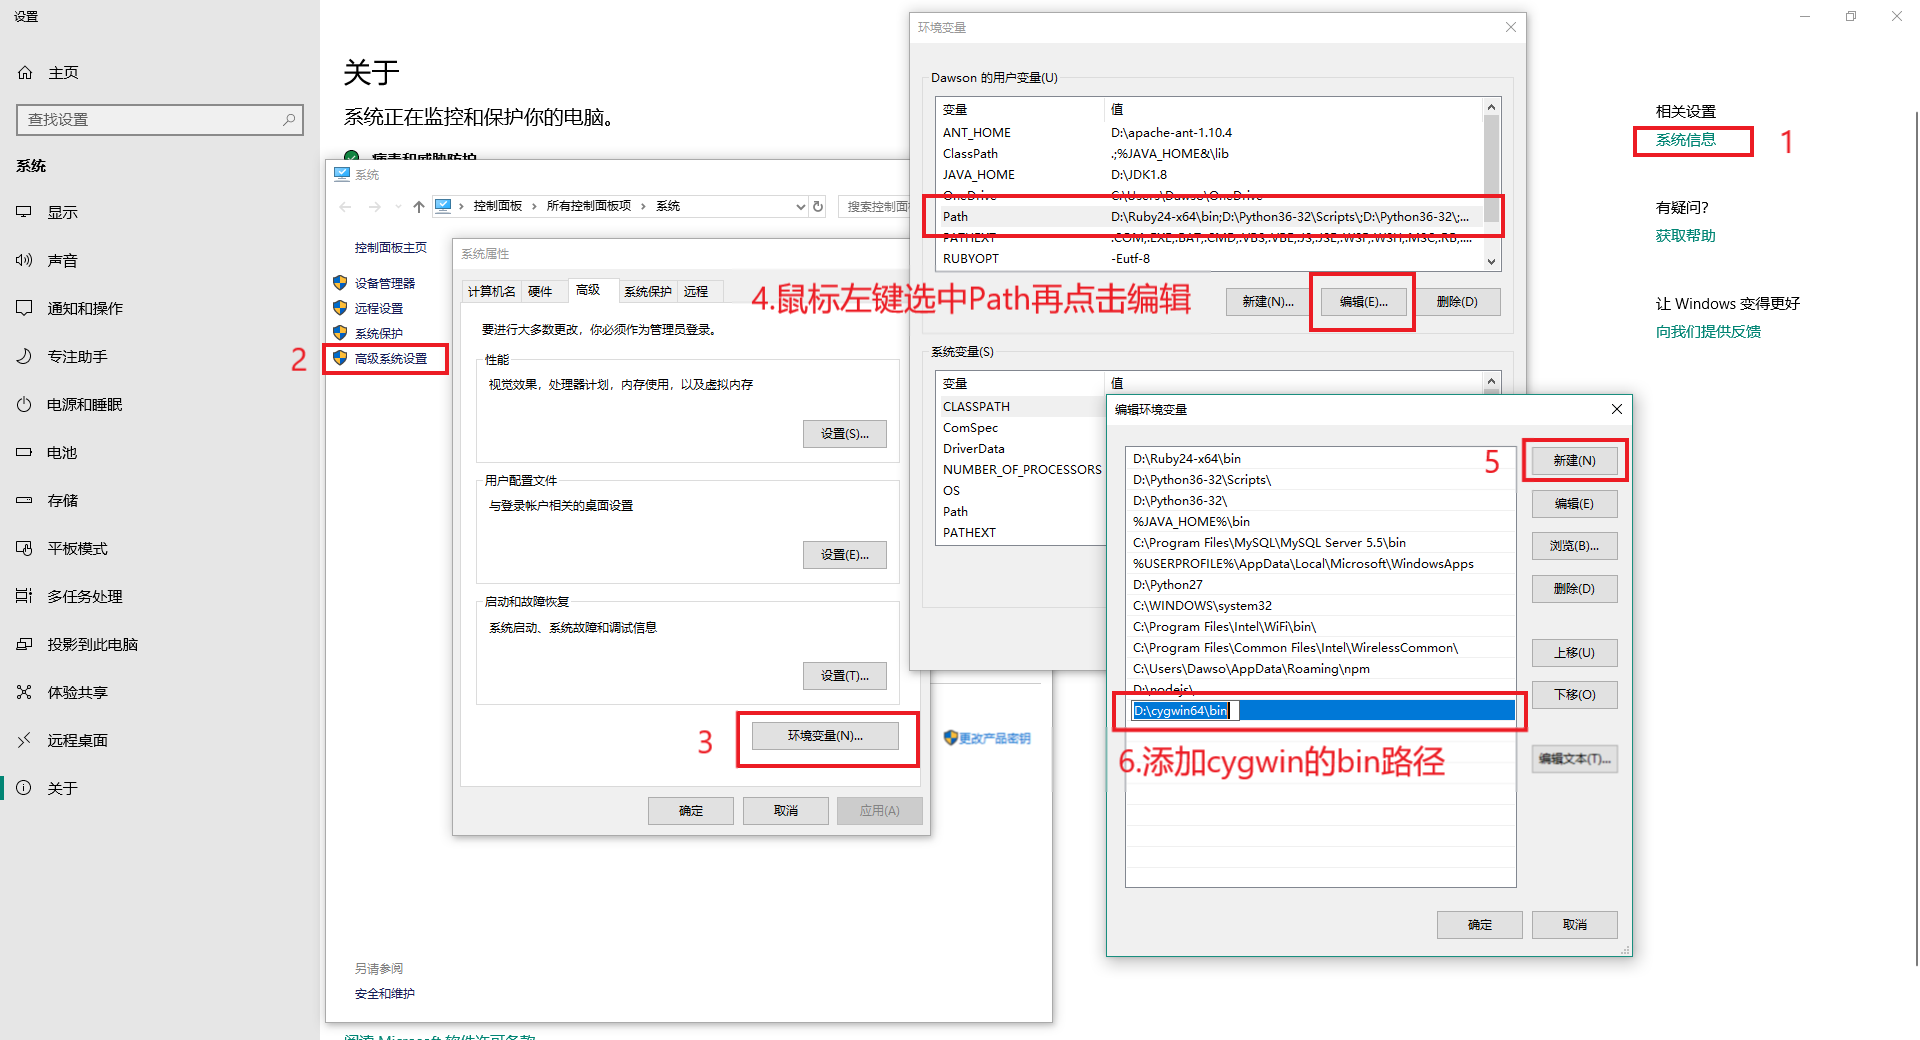 设置
主页
查找设置
系统
显示
声音
通知和操作
专注助手
电源和睡眠
电池
存储
平板模式
多任务处理
投影到此电脑
体验共享
远程桌面
关于
关于
系统正在监控和保护你的电脑。
病毒和威胁防护
系统
控制面板 › 所有控制面板项 › 系统
搜索控制面
控制面板主页
设备管理器
远程设置
系统保护
2
高级系统设置
另请参阅
安全和维护
阅读 Microsoft 软件许可条款
系统属性
计算机名 硬件 高级 系统保护 远程
要进行大多数更改，你必须作为管理员登录。
性能
视觉效果，处理器计划，内存使用，以及虚拟内存
设置(S)...
用户配置文件
与登录帐户相关的桌面设置
设置(E)...
启动和故障恢复
系统启动、系统故障和调试信息
设置(T)...
3
环境变量(N)...
确定 取消 应用(A)
更改产品密钥
环境变量
Dawson 的用户变量(U)
变量 值
ANT_HOME D:\apache-ant-1.10.4
ClassPath .;%JAVA_HOME&\lib
JAVA_HOME D:\JDK1.8
OneDrive C:\Users\Dawso\OneDrive
Path D:\Ruby24-x64\bin;D:\Python36-32\Scripts\;D:\Python36-32\;...
PATHEXT .COM;.EXE;.BAT;.CMD;.VBS;.VBE;.JS;.JSE;.WSF;.WSH;.MSC;.RB;....
RUBYOPT -Eutf-8
4.鼠标左键选中Path再点击编辑
新建(N)... 编辑(E)... 删除(D)
系统变量(S)
变量 值
CLASSPATH
ComSpec
DriverData
NUMBER_OF_PROCESSORS
OS
Path
PATHEXT
编辑环境变量
D:\Ruby24-x64\bin
D:\Python36-32\Scripts\
D:\Python36-32\
%JAVA_HOME%\bin
C:\Program Files\MySQL\MySQL Server 5.5\bin
%USERPROFILE%\AppData\Local\Microsoft\WindowsApps
D:\Python27
C:\WINDOWS\system32
C:\Program Files\Intel\WiFi\bin\
C:\Program Files\Common Files\Intel\WirelessCommon\
C:\Users\Dawso\AppData\Roaming\npm
D:\nodejs\
D:\cygwin64\bin
6.添加cygwin的bin路径
5
新建(N)
编辑(E)
浏览(B)...
删除(D)
上移(U)
下移(O)
编辑文本(T)...
确定 取消
相关设置
系统信息
1
有疑问?
获取帮助
让 Windows 变得更好
向我们提供反馈